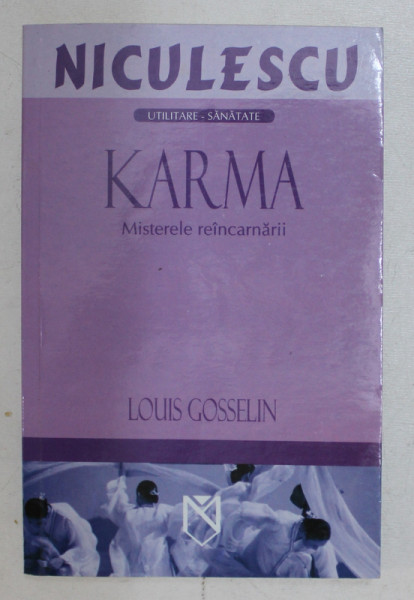 NICULESCU
UTILITARE - SĂNĂTATE
KARMA
Misterele reîncarnării
LOUIS GOSSELIN
N